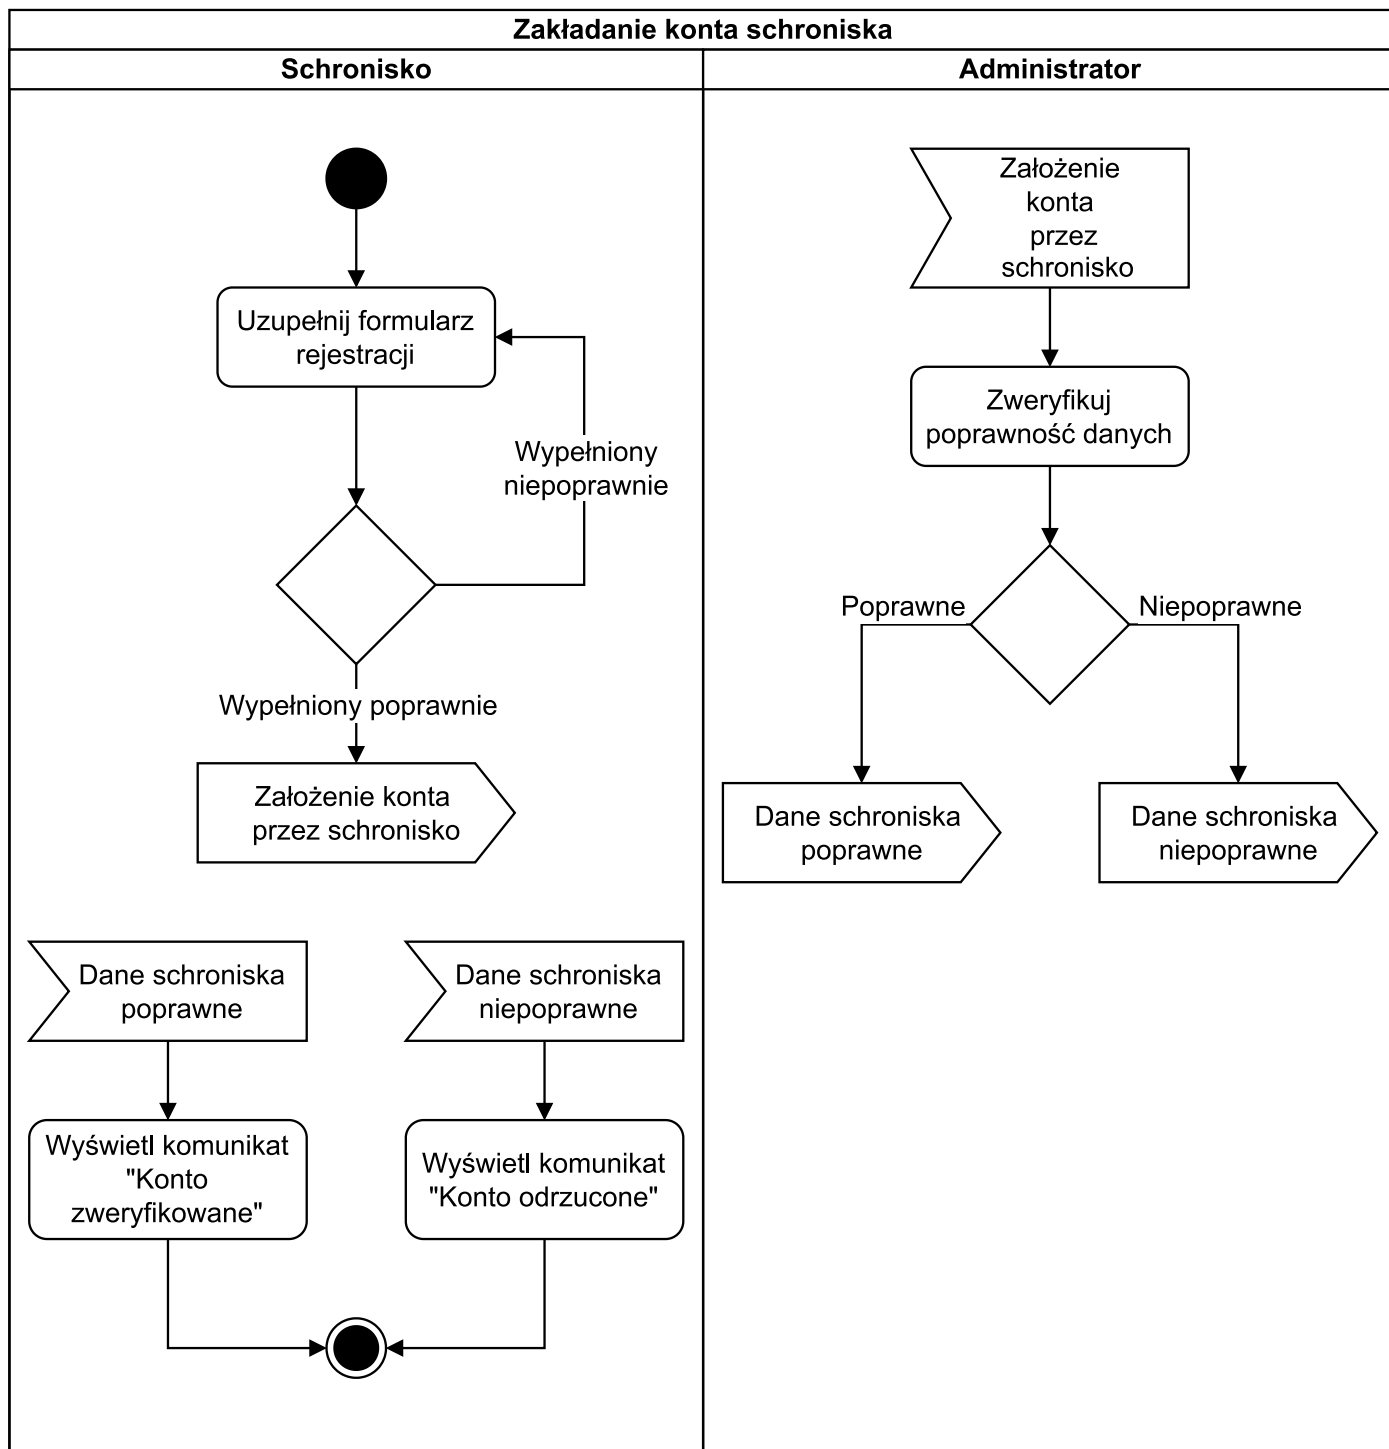 Zakładanie konta schroniska
Schronisko
Administrator
Uzupełnij formularz
rejestracji
Wypełniony
niepoprawnie
Wypełniony poprawnie
Założenie konta
przez schronisko
Dane schroniska
poprawne
Dane schroniska
niepoprawne
Wyświetl komunikat
"Konto
zweryfikowane"
Wyświetl komunikat
"Konto odrzucone"
Założenie
konta
przez
schronisko
Zweryfikuj
poprawność danych
Poprawne
Niepoprawne
Dane schroniska
poprawne
Dane schroniska
niepoprawne